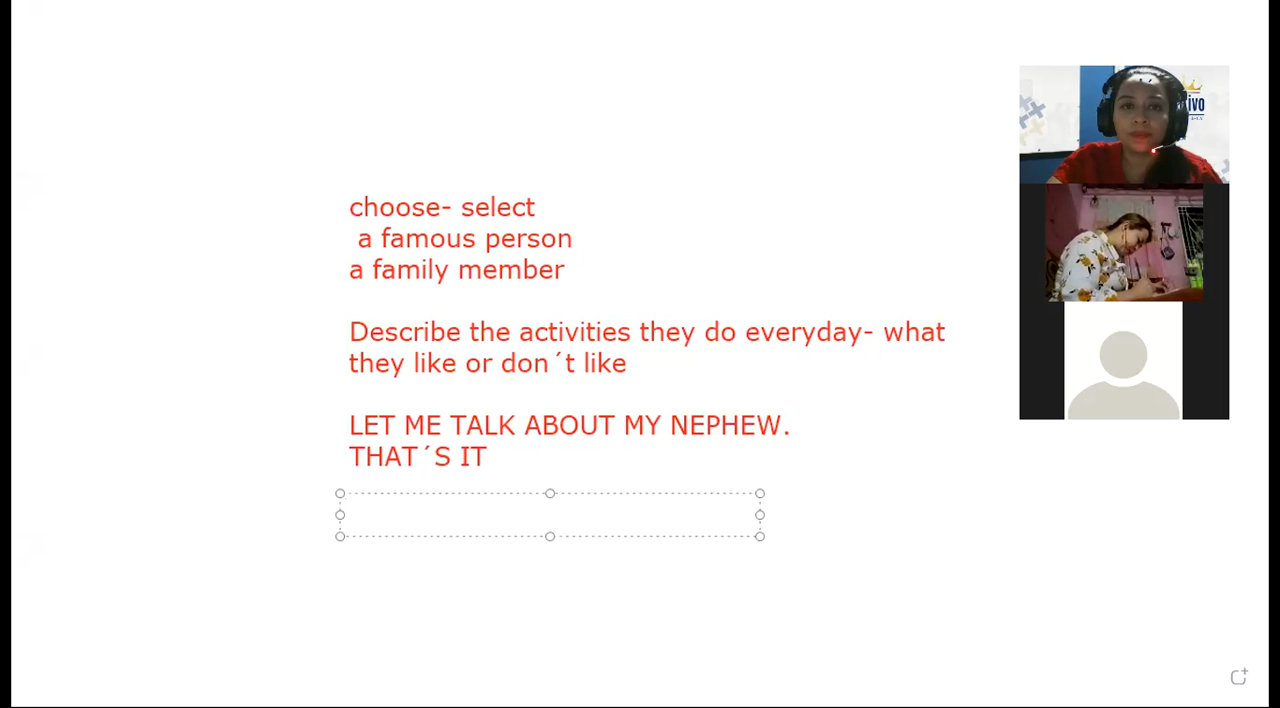 choose- select
a famous person
a family member
Describe the activities they do everyday- what
they like or don´t like
LET ME TALK ABOUT MY NEPHEW.
THAT´S IT